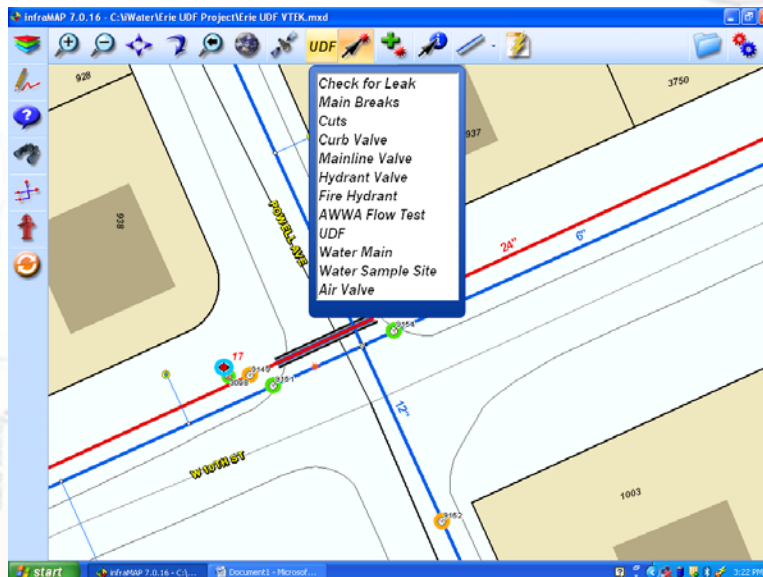 infraMAP 7.0.16 - C:\iWater\Erie UDF Project\Erie UDF VTEK.mxd
UDF
Check for Leak
Main Breaks
Cuts
Curb Valve
Mainline Valve
Hydrant Valve
Fire Hydrant
AWWA Flow Test
UDF
Water Main
Water Sample Site
Air Valve
928
3750
937
938
POWELL AVE
24"
6"
17
9154
12"
W 10TH ST
9152
1003
start
infraMAP 7.0.16 - C:\...
Document1 - Microsof...
3:22 PM